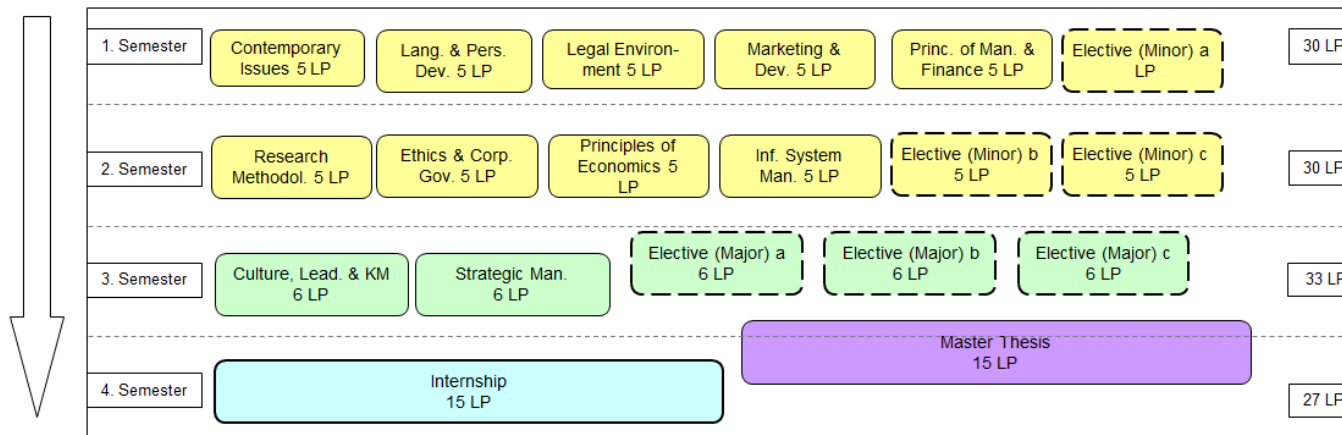 1. Semester
Contemporary
Issues 5 LP
Lang. & Pers.
Dev. 5 LP
Legal Environ-
ment 5 LP
Marketing &
Dev. 5 LP
Princ. of Man. &
Finance 5 LP
Elective (Minor) a
LP
30 LP
2. Semester
Research
Methodol. 5 LP
Ethics & Corp.
Gov. 5 LP
Principles of
Economics 5
LP
Inf. System
Man. 5 LP
Elective (Minor) b
5 LP
Elective (Minor) c
5 LP
30 LP
3. Semester
Culture, Lead. & KM
6 LP
Strategic Man.
6 LP
Elective (Major) a
6 LP
Elective (Major) b
6 LP
Elective (Major) c
6 LP
33 LP
4. Semester
Internship
15 LP
Master Thesis
15 LP
27 LP